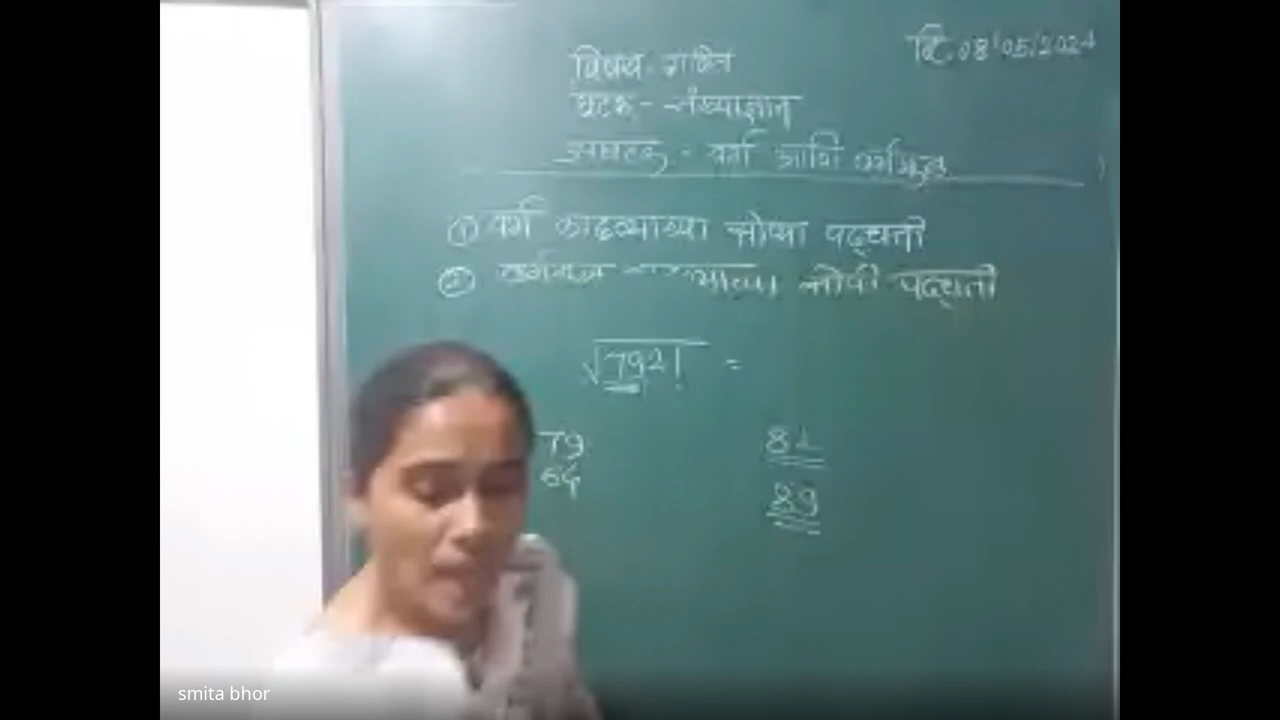 दि. 08/05/2024
विषय - गणित
घटक - संख्याज्ञान
उपघटक - वर्ग आणि वर्गमूळ
① वर्ग काढण्याच्या सोप्या पद्धती
② वर्गमूळ सोपी पद्धती
√7921 =
79
64
81
89
smita bhor